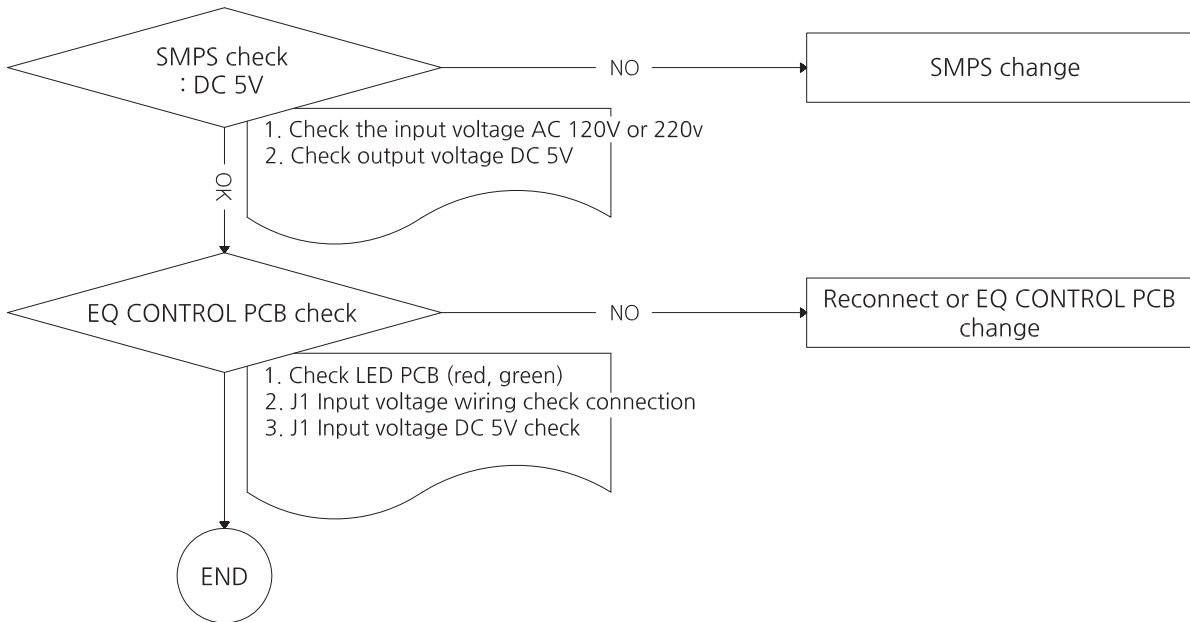 SMPS check
: DC 5V
NO
SMPS change
1. Check the input voltage AC 120V or 220v
2. Check output voltage DC 5V
OK
EQ CONTROL PCB check
NO
Reconnect or EQ CONTROL PCB
change
1. Check LED PCB (red, green)
2. J1 Input voltage wiring check connection
3. J1 Input voltage DC 5V check
END